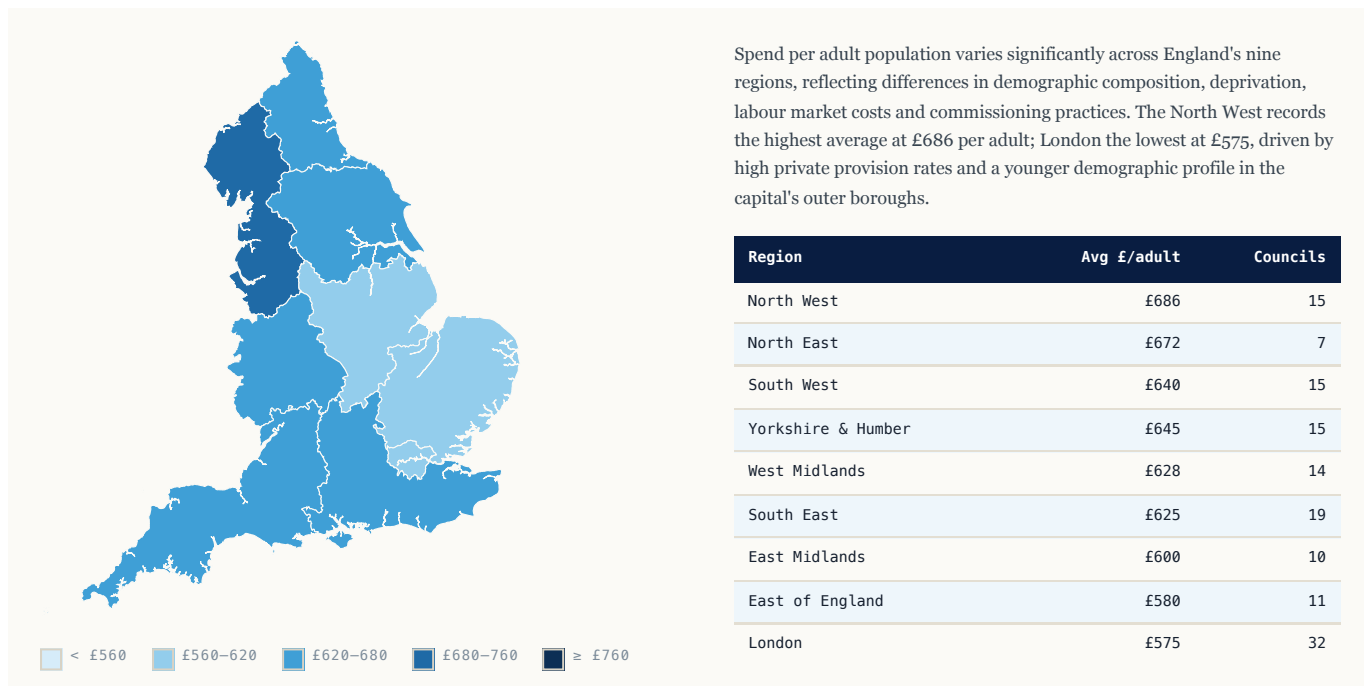 Spend per adult population varies significantly across England's nine
regions, reflecting differences in demographic composition, deprivation,
labour market costs and commissioning practices. The North West records
the highest average at £686 per adult; London the lowest at £575, driven by
high private provision rates and a younger demographic profile in the
capital's outer boroughs.
Region Avg £/adult Councils
North West £686 15
North East £672 7
South West £640 15
Yorkshire & Humber £645 15
West Midlands £628 14
South East £625 19
East Midlands £600 10
East of England £580 11
London £575 32
< £560 £560–620 £620–680 £680–760 ≥ £760